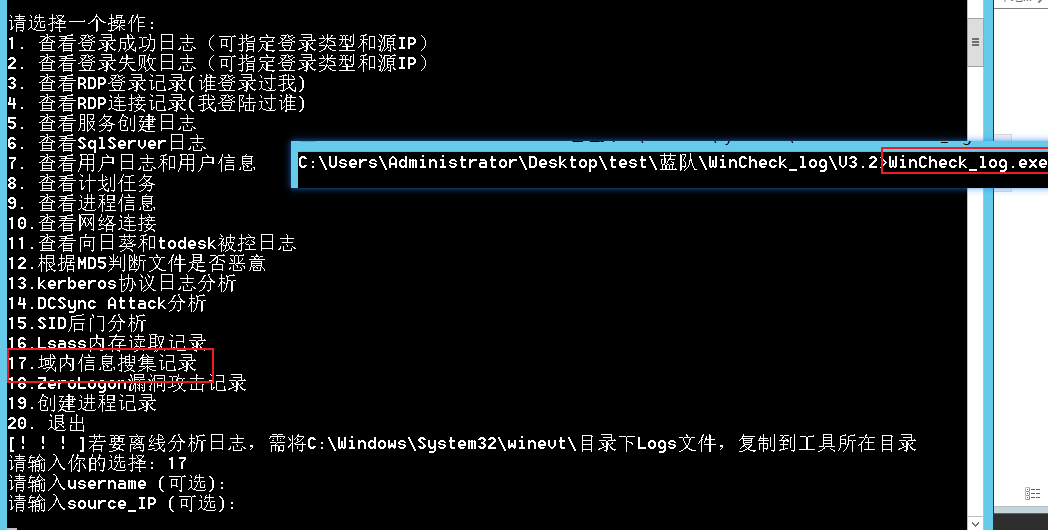 请选择一个操作:
1. 查看登录成功日志（可指定登录类型和源IP）
2. 查看登录失败日志（可指定登录类型和源IP）
3. 查看RDP登录记录(谁登录过我)
4. 查看RDP连接记录(我登陆过谁)
5. 查看服务创建日志
6. 查看SqlServer日志
C:\Users\Administrator\Desktop\test\蓝队\WinCheck_log\V3.2>WinCheck_log.exe
7. 查看用户日志和用户信息
8. 查看计划任务
9. 查看进程信息
10.查看网络连接
11.查看向日葵和todesk被控日志
12.根据MD5判断文件是否恶意
13.kerberos协议日志分析
14.DCSync Attack分析
15.SID后门分析
16.Lsass内存读取记录
17.域内信息搜集记录
18.ZeroLogon漏洞攻击记录
19.创建进程记录
20. 退出
[！！！]若要离线分析日志，需将C:\Windows\System32\winevt\目录下Logs文件，复制到工具所在目录
请输入你的选择: 17
请输入username (可选):
请输入source_IP (可选):